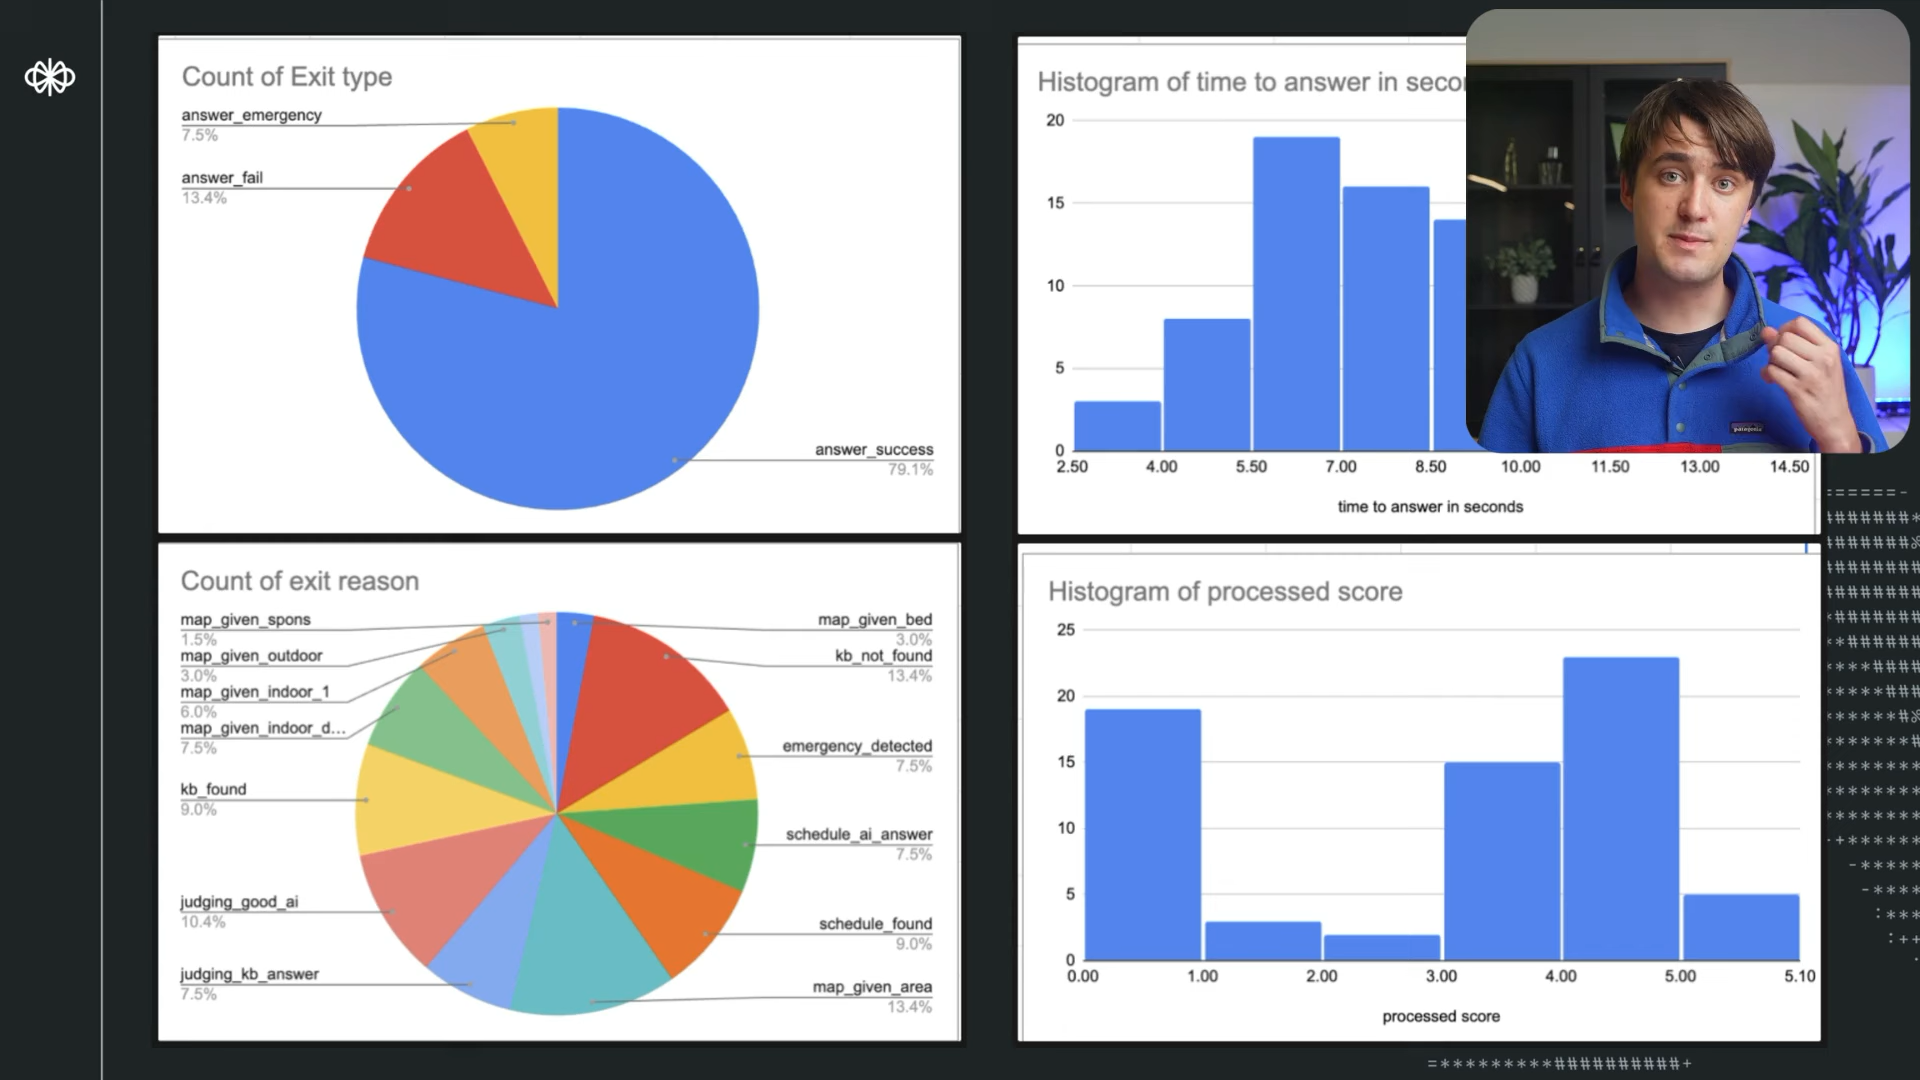 Count of Exit type
answer_emergency
7.5%
answer_fail
13.4%
answer_success
79.1%
Histogram of time to answer in seco
20
15
10
5
0
2.50 4.00 5.50 7.00 8.50 10.00 11.50 13.00 14.50
time to answer in seconds
patagonia
Count of exit reason
map_given_spons
1.5%
map_given_outdoor
3.0%
map_given_indoor_1
6.0%
map_given_indoor_d...
7.5%
kb_found
9.0%
judging_good_ai
10.4%
judging_kb_answer
7.5%
map_given_bed
3.0%
kb_not_found
13.4%
emergency_detected
7.5%
schedule_ai_answer
7.5%
schedule_found
9.0%
map_given_area
13.4%
Histogram of processed score
25
20
15
10
5
0
0.00 1.00 2.00 3.00 4.00 5.00 5.10
processed score